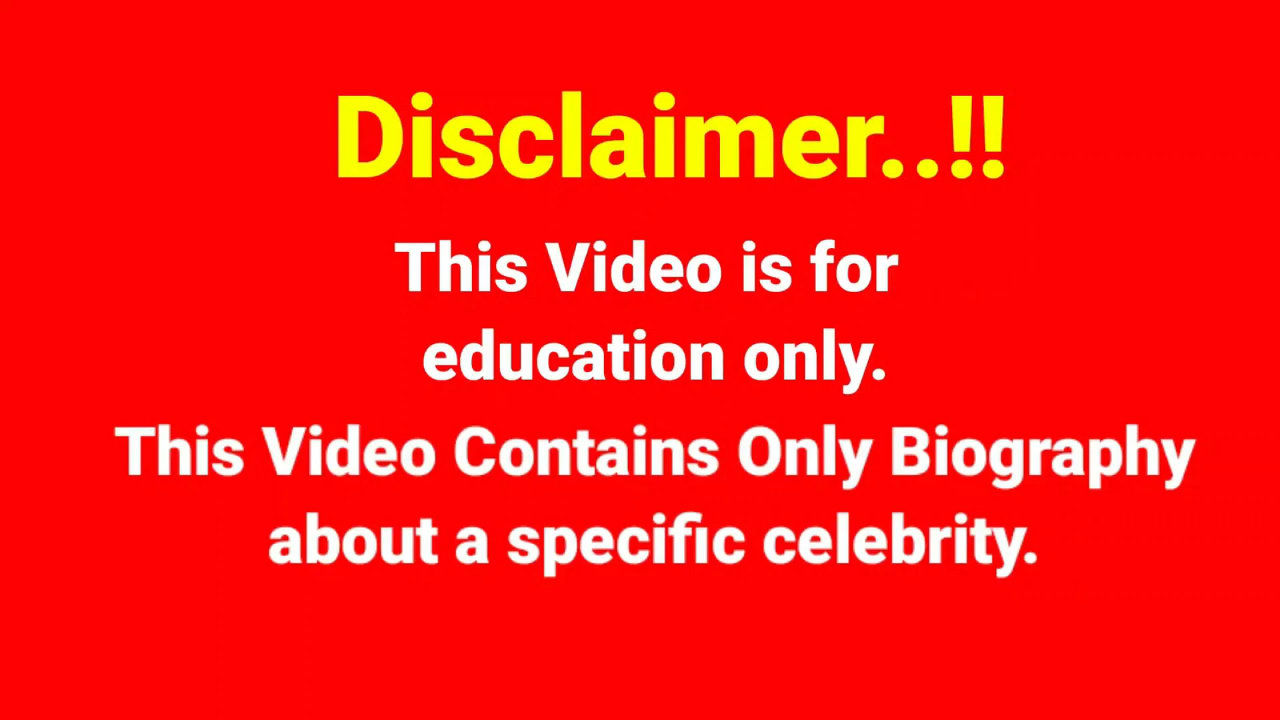 Disclaimer..!!
This Video is for
education only.
This Video Contains Only Biography
about a specific celebrity.